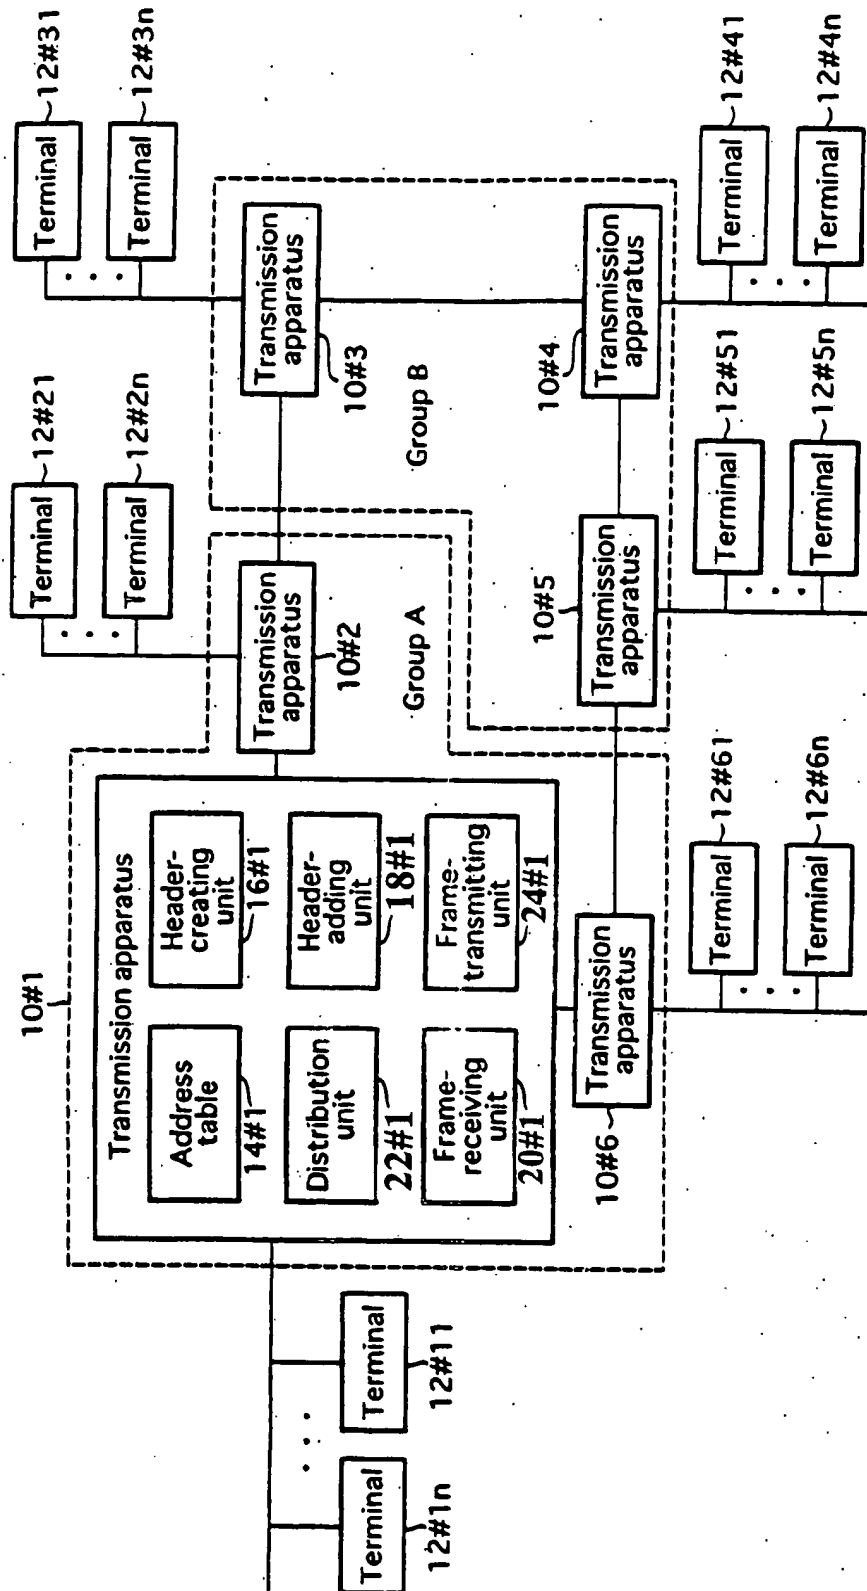 Terminal
12#31
Terminal
12#3n
Terminal
12#21
Terminal
12#2n
Transmission
apparatus
10#3
Transmission
apparatus
10#2
Group B
Group A
10#1
Transmission apparatus
Address
table
14#1
Header-
creating
unit
16#1
Distribution
unit
22#1
Header-
adding
unit
18#1
Frame-
receiving
unit
20#1
Frame-
transmitting
unit
24#1
Terminal
12#1n
Terminal
12#11
10#6
Transmission
apparatus
10#5
Transmission
apparatus
10#4
Transmission
apparatus
Terminal
12#61
Terminal
12#6n
Terminal
12#51
Terminal
12#5n
Terminal
12#41
Terminal
12#4n